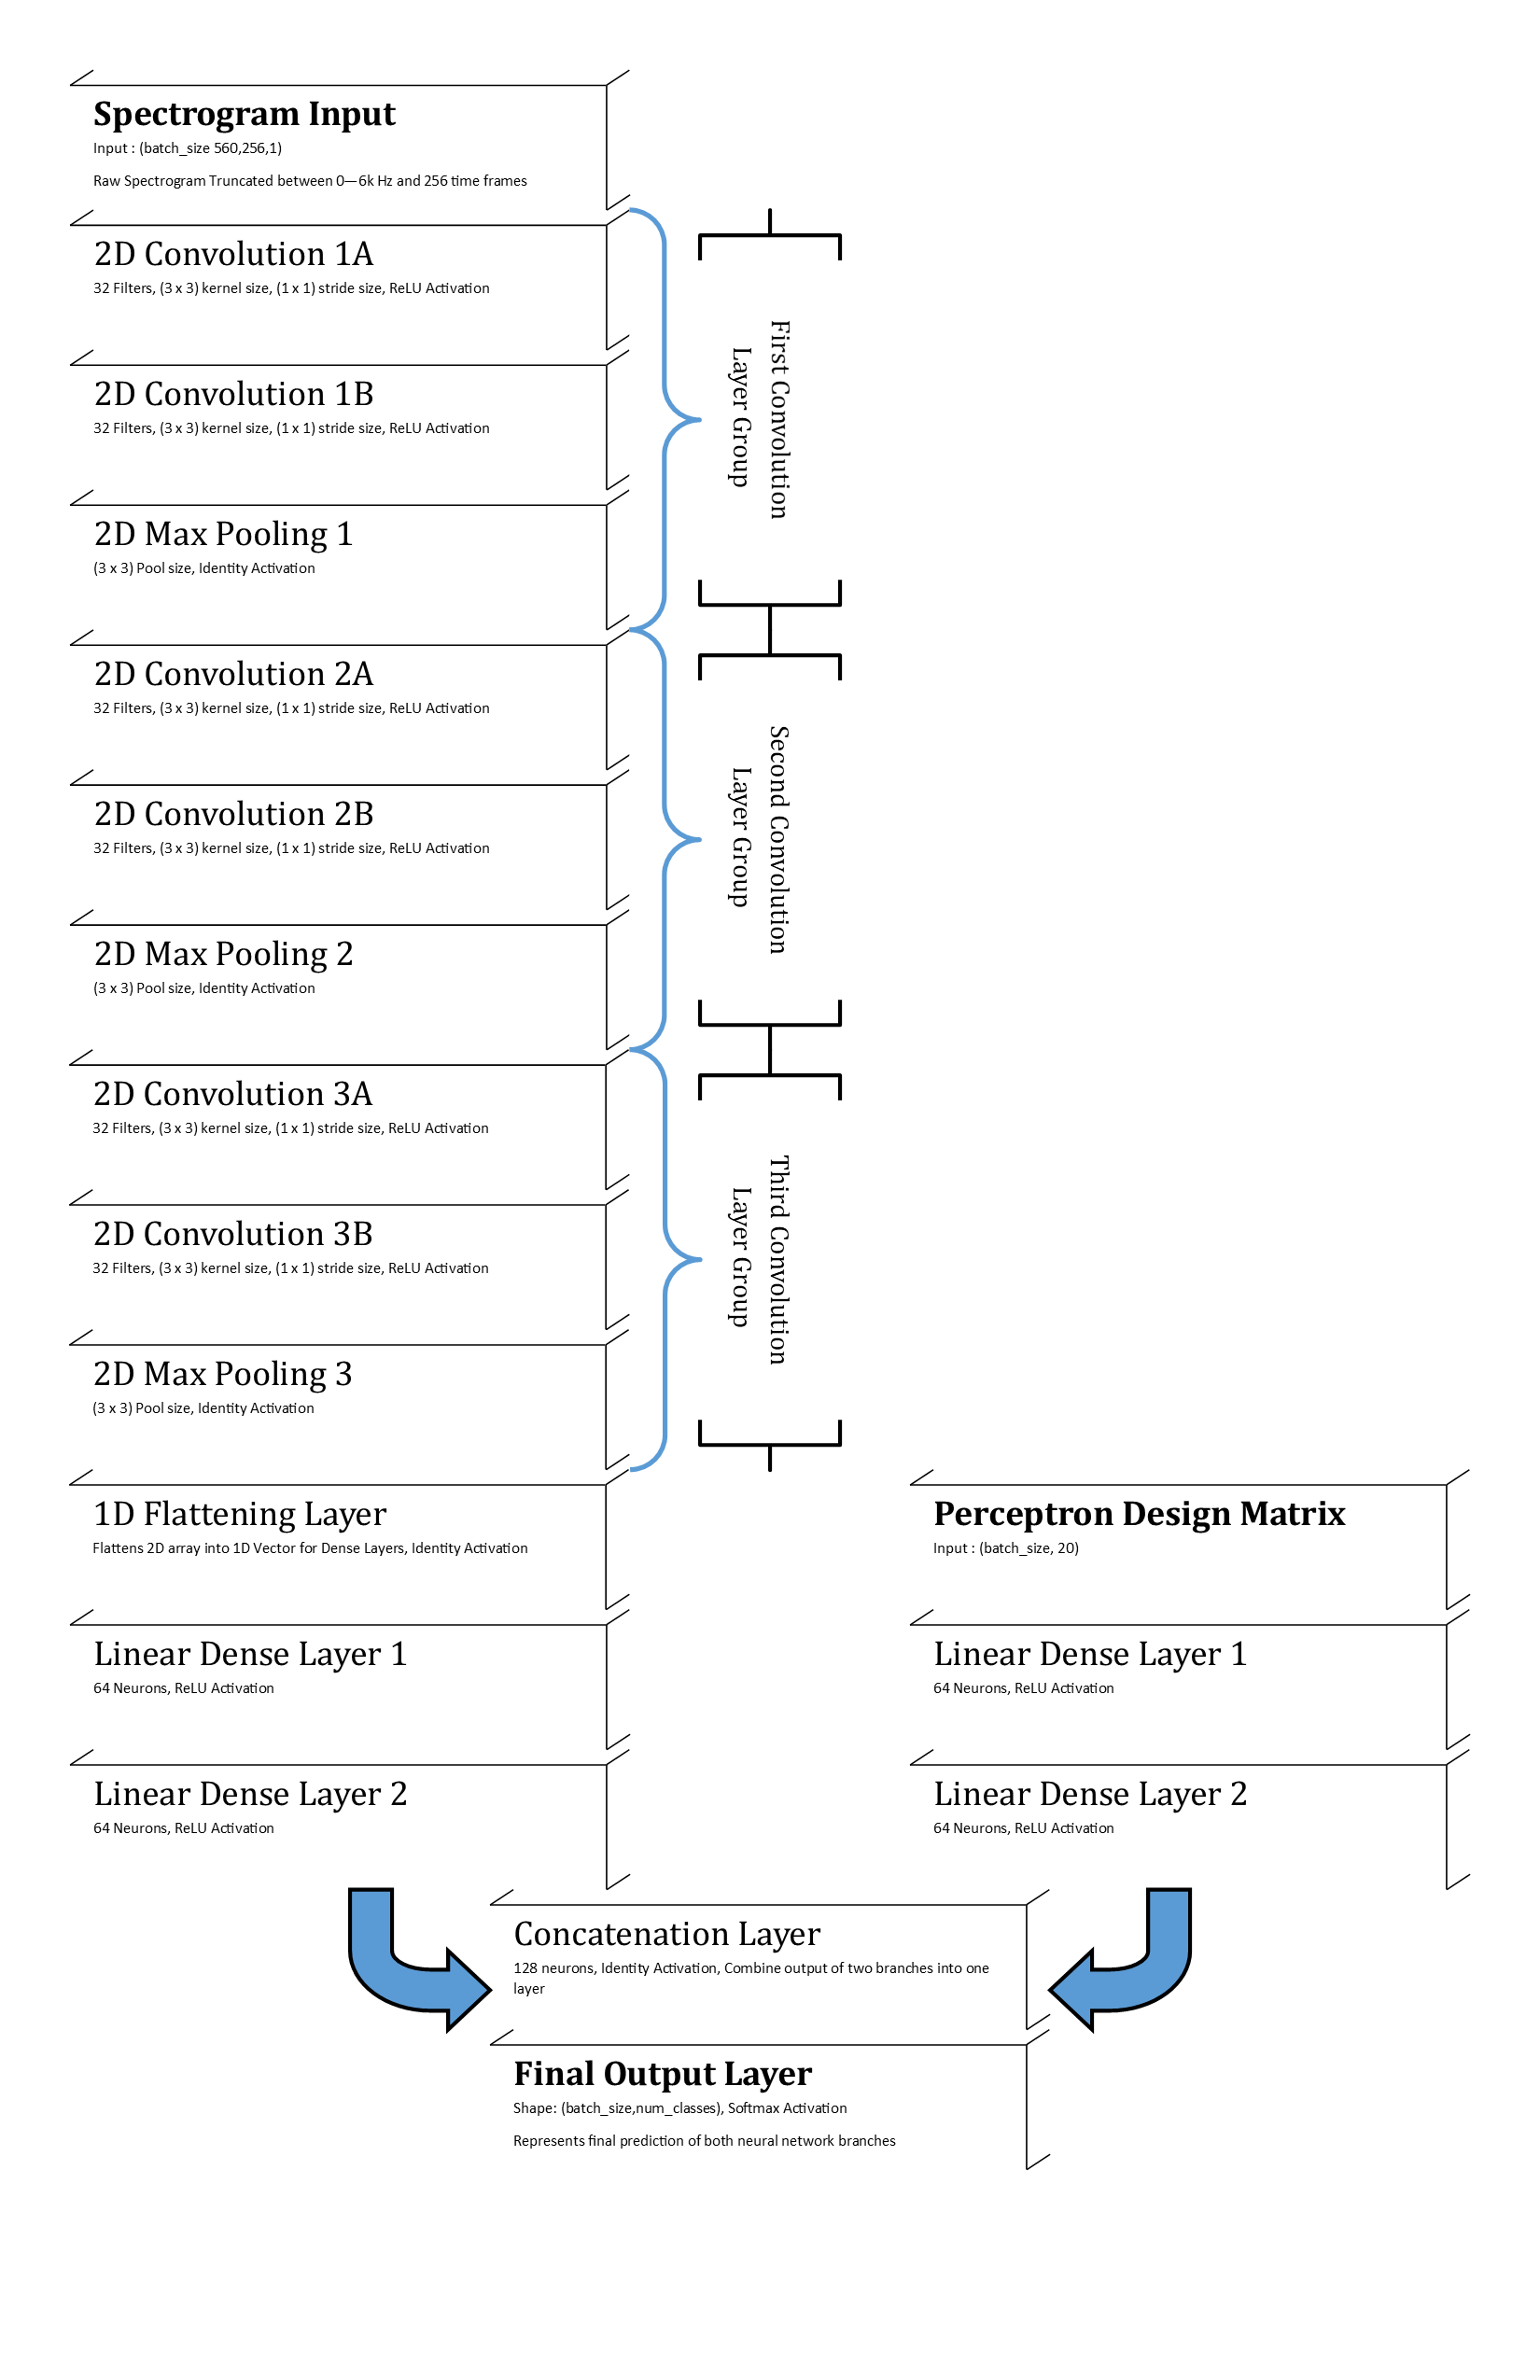 Spectrogram Input
Input : (batch_size 560,256,1)
Raw Spectrogram Truncated between 0—6k Hz and 256 time frames
2D Convolution 1A
32 Filters, (3 x 3) kernel size, (1 x 1) stride size, ReLU Activation
2D Convolution 1B
32 Filters, (3 x 3) kernel size, (1 x 1) stride size, ReLU Activation
2D Max Pooling 1
(3 x 3) Pool size, Identity Activation
First Convolution
Layer Group
2D Convolution 2A
32 Filters, (3 x 3) kernel size, (1 x 1) stride size, ReLU Activation
2D Convolution 2B
32 Filters, (3 x 3) kernel size, (1 x 1) stride size, ReLU Activation
2D Max Pooling 2
(3 x 3) Pool size, Identity Activation
Second Convolution
Layer Group
2D Convolution 3A
32 Filters, (3 x 3) kernel size, (1 x 1) stride size, ReLU Activation
2D Convolution 3B
32 Filters, (3 x 3) kernel size, (1 x 1) stride size, ReLU Activation
2D Max Pooling 3
(3 x 3) Pool size, Identity Activation
Third Convolution
Layer Group
1D Flattening Layer
Flattens 2D array into 1D Vector for Dense Layers, Identity Activation
Linear Dense Layer 1
64 Neurons, ReLU Activation
Linear Dense Layer 2
64 Neurons, ReLU Activation
Perceptron Design Matrix
Input : (batch_size, 20)
Linear Dense Layer 1
64 Neurons, ReLU Activation
Linear Dense Layer 2
64 Neurons, ReLU Activation
Concatenation Layer
128 neurons, Identity Activation, Combine output of two branches into one
layer
Final Output Layer
Shape: (batch_size,num_classes), Softmax Activation
Represents final prediction of both neural network branches